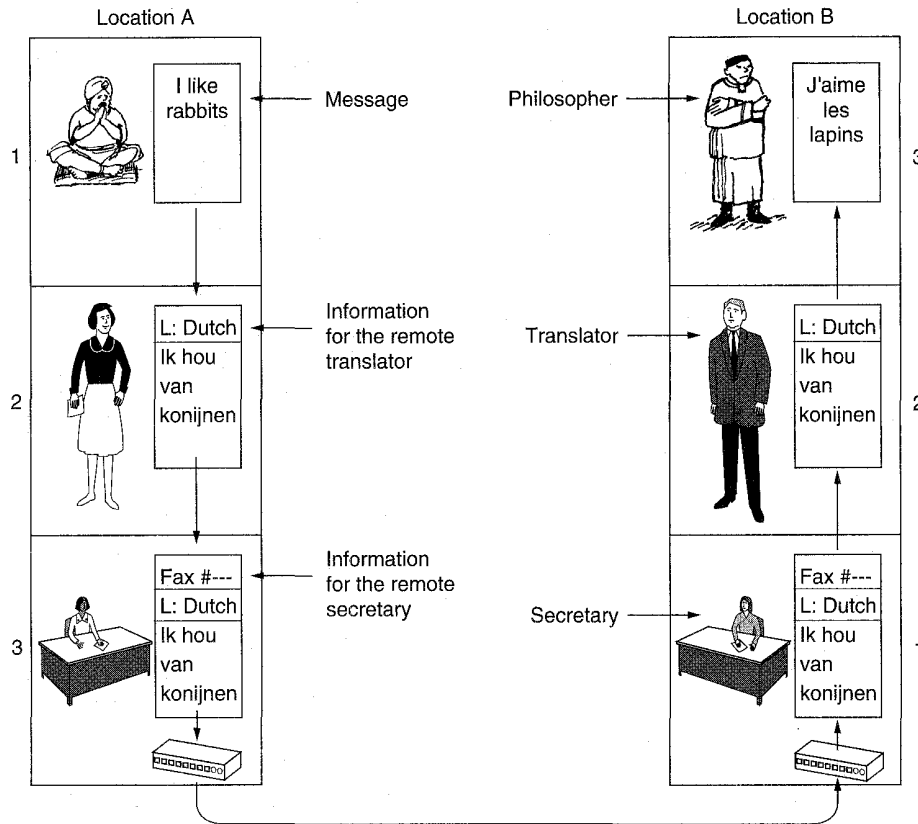 Location A
Location B
I like
rabbits
Message
Philosopher
J'aime
les
lapins
1
3
L: Dutch
Ik hou
van
konijnen
Information
for the remote
translator
Translator
L: Dutch
Ik hou
van
konijnen
2
2
Fax #---
L: Dutch
Ik hou
van
konijnen
Information
for the remote
secretary
Secretary
Fax #---
L: Dutch
Ik hou
van
konijnen
3